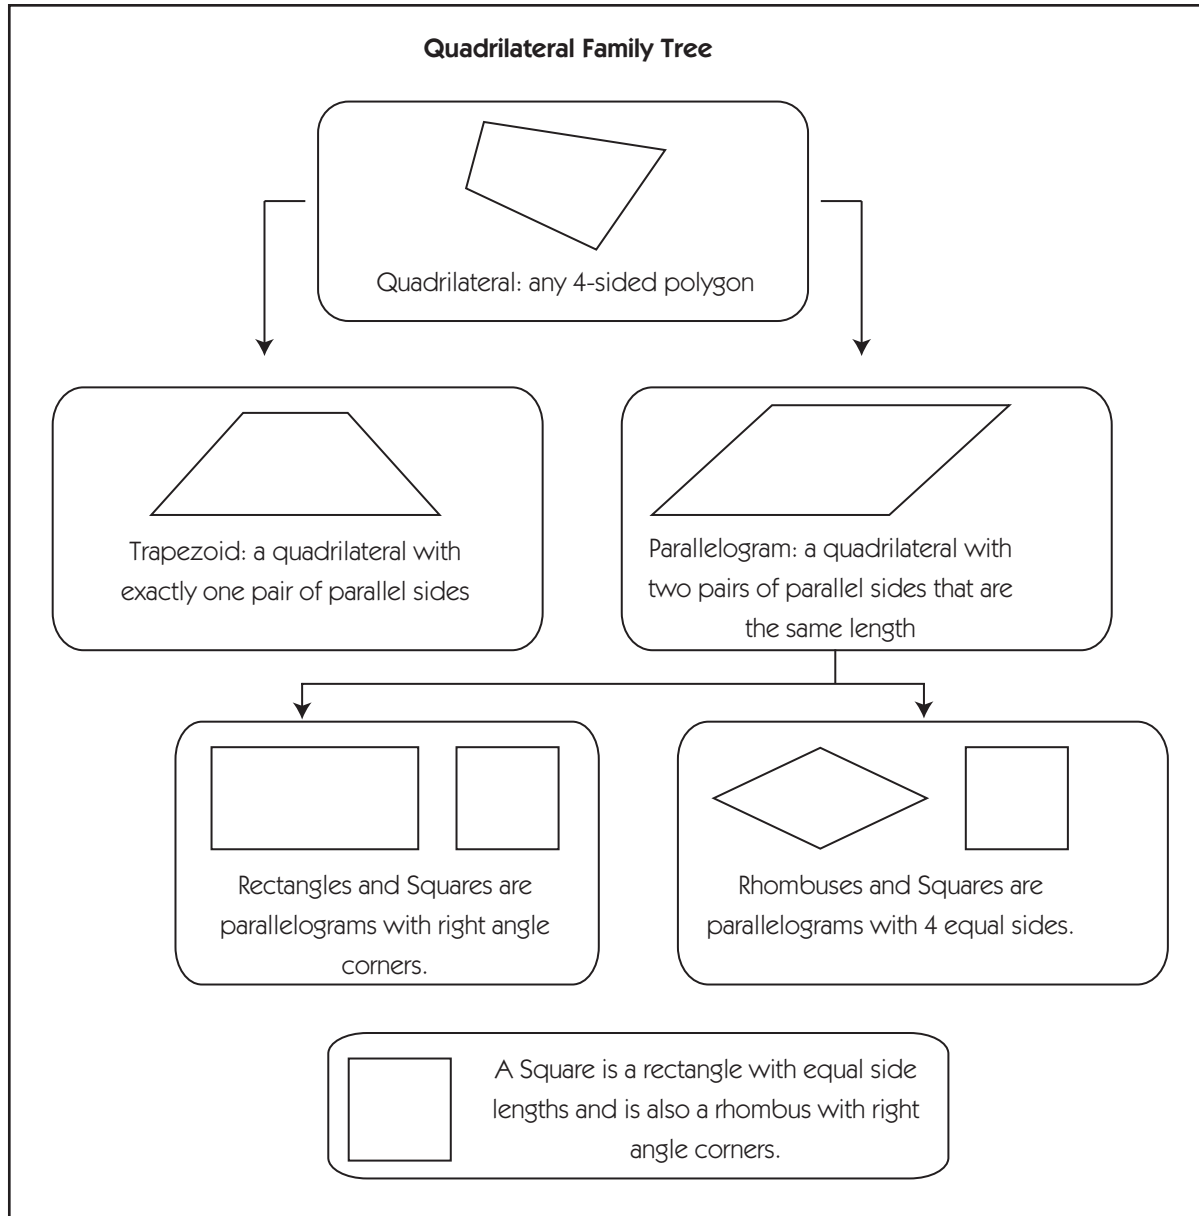 Quadrilateral Family Tree
Quadrilateral: any 4-sided polygon
Trapezoid: a quadrilateral with
exactly one pair of parallel sides
Parallelogram: a quadrilateral with
two pairs of parallel sides that are
the same length
Rectangles and Squares are
parallelograms with right angle
corners.
Rhombuses and Squares are
parallelograms with 4 equal sides.
A Square is a rectangle with equal side
lengths and is also a rhombus with right
angle corners.